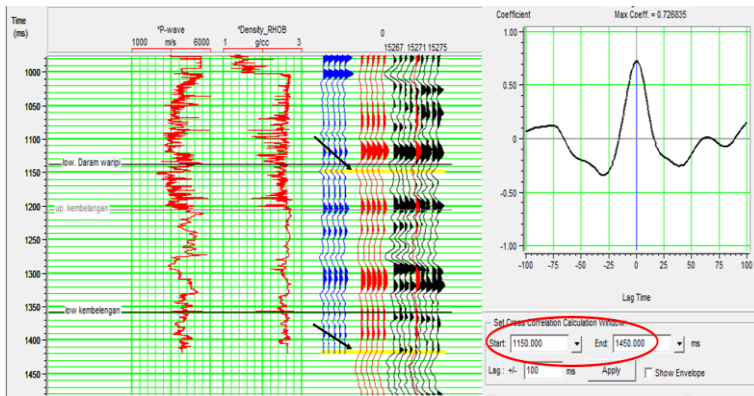 Time
(ms)
*P-wave
1000 m/s 6000
*Density_RHOB
1 g/cc 3
0
15267 15271 15275
1000
1050
1100
low. Daram waripi
1150
up. kembelangan
1200
1250
1300
1350
low kembelengan
1400
1450
Coefficient Max Coeff. = 0.726835
1.00
0.50
0.00
-0.50
-1.00
-100 -75 -50 -25 0 25 50 75 100
Lag Time
Set Cross Correlation Calculation Window
Start: 1150.000 End: 1450.000 ms
Lag : +/- 100 ms Apply Show Envelope